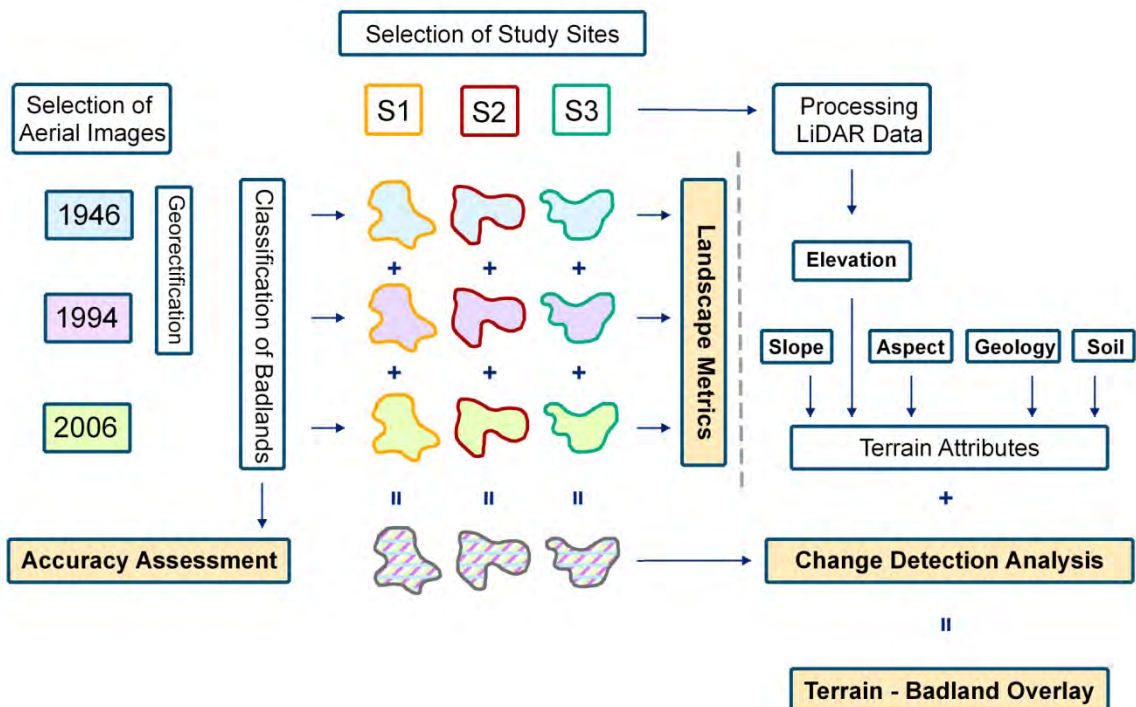 Selection of Study Sites
Selection of
Aerial Images
S1
S2
S3
Processing
LiDAR Data
1946
1994
2006
Georectification
Classification of Badlands
+
+
+
+
+
+
=
=
=
Landscape Metrics
Elevation
Slope
Aspect
Geology
Soil
Terrain Attributes
+
Accuracy Assessment
Change Detection Analysis
=
Terrain - Badland Overlay